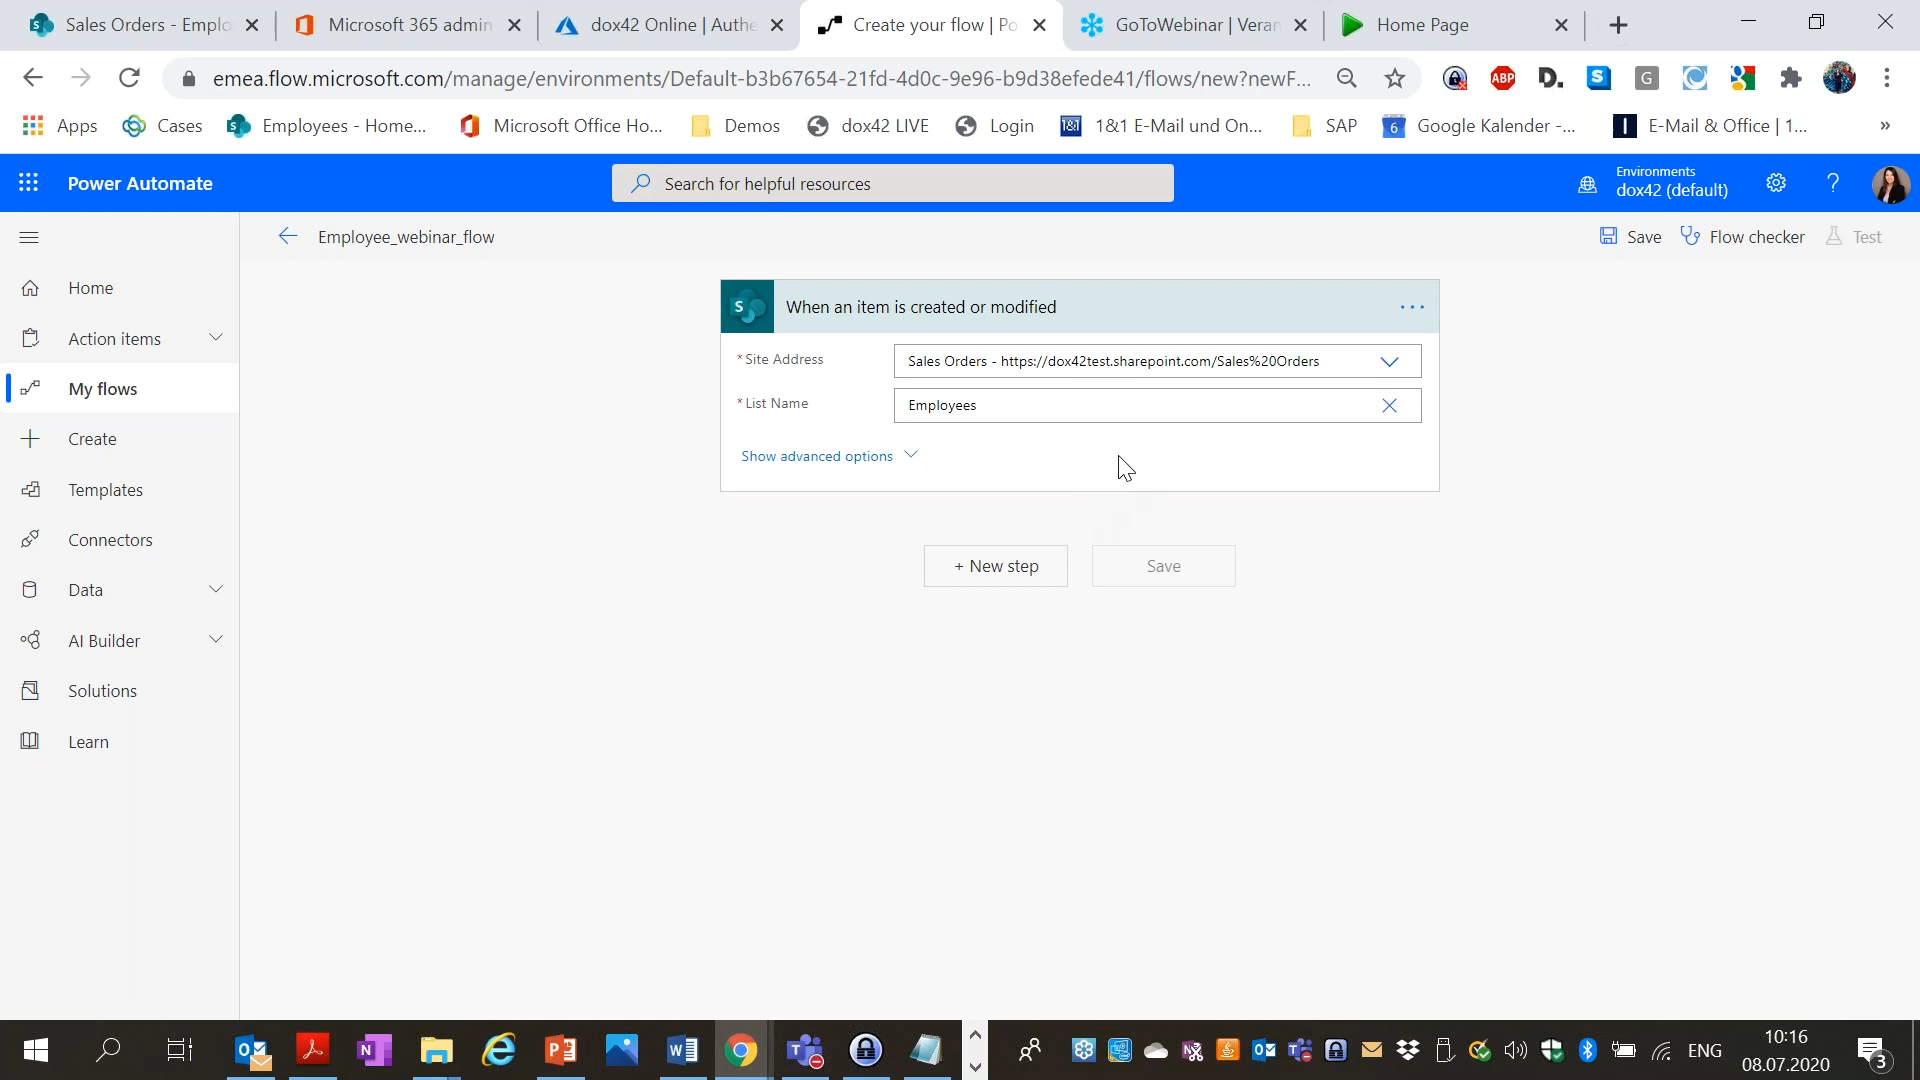 Sales Orders - Emplo
Microsoft 365 admin
dox42 Online | Authe
Create your flow | Po
GoToWebinar | Veran
Home Page
emea.flow.microsoft.com/manage/environments/Default-b3b67654-21fd-4d0c-9e96-b9d38efede41/flows/new?newF...
ABP
D.
S
G
Apps
Cases
Employees - Home...
Microsoft Office Ho...
Demos
dox42 LIVE
Login
1&1 E-Mail und On...
SAP
Google Kalender -...
E-Mail & Office | 1...
»
Power Automate
Search for helpful resources
Environments
dox42 (default)
?
Employee_webinar_flow
Save
Flow checker
Test
Home
Action items
My flows
Create
Templates
Connectors
Data
AI Builder
Solutions
Learn
When an item is created or modified
* Site Address
Sales Orders - https://dox42test.sharepoint.com/Sales%20Orders
* List Name
Employees
Show advanced options
+ New step
Save
ENG
10:16
08.07.2020
3